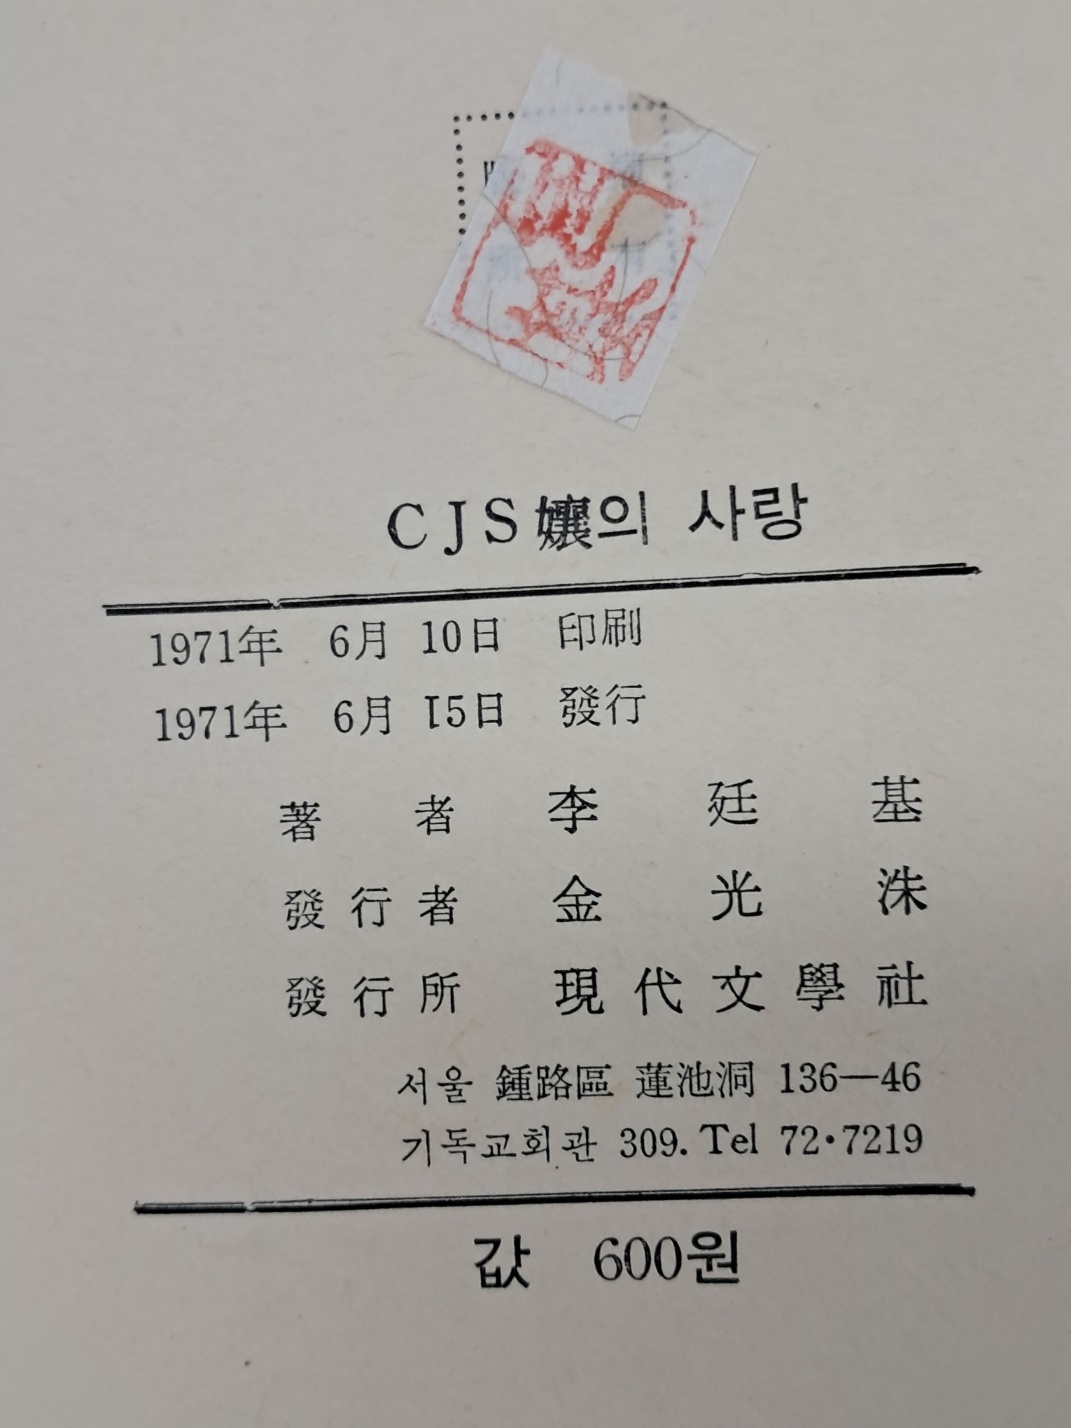 CJS孃의 사랑
1971年 6月 10日 印刷
1971年 6月 15日 發行
著者 李廷基
發行者 金光洙
發行所 現代文學社
서울 鍾路區 蓮池洞 136—46
기독교회관 309. Tel 72·7219
값 600원